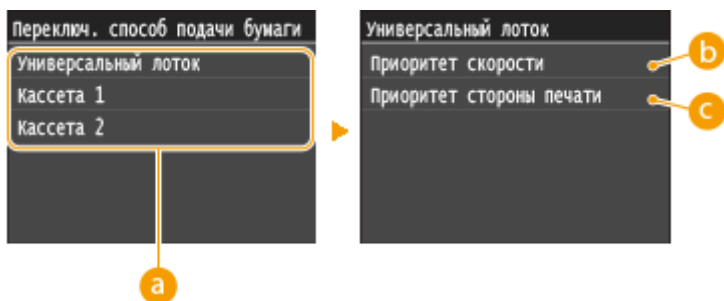 Переключ. способ подачи бумаги
Универсальный лоток
Кассета 1
Кассета 2
a
Универсальный лоток
Приоритет скорости
b
Приоритет стороны печати
c